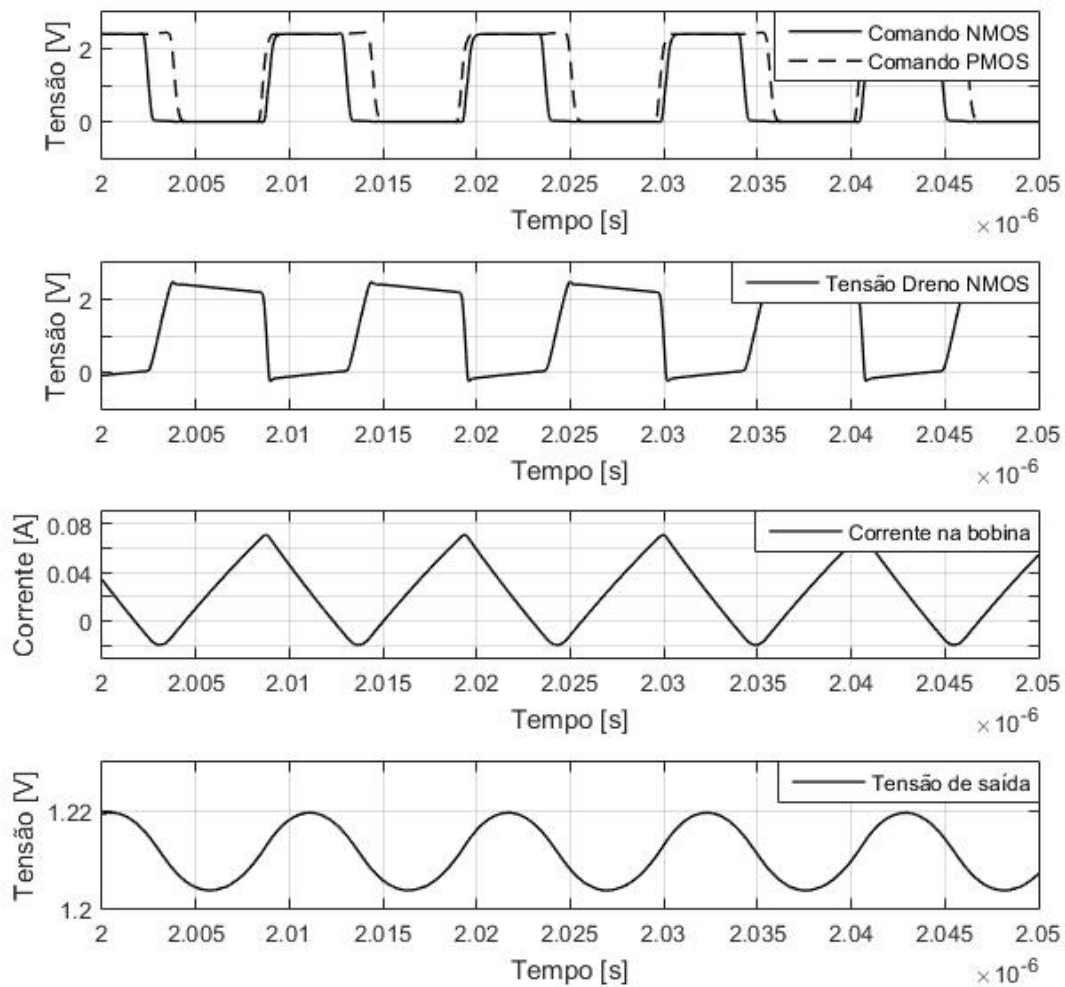 Tensão [V]
2
0
Comando NMOS
Comando PMOS
2 2.005 2.01 2.015 2.02 2.025 2.03 2.035 2.04 2.045 2.05
Tempo [s]
×10-6
Tensão [V]
2
0
Tensão Dreno NMOS
2 2.005 2.01 2.015 2.02 2.025 2.03 2.035 2.04 2.045 2.05
Tempo [s]
×10-6
Corrente [A]
0.08
0.04
0
Corrente na bobina
2 2.005 2.01 2.015 2.02 2.025 2.03 2.035 2.04 2.045 2.05
Tempo [s]
×10-6
Tensão [V]
1.22
1.2
Tensão de saída
2 2.005 2.01 2.015 2.02 2.025 2.03 2.035 2.04 2.045 2.05
Tempo [s]
×10-6